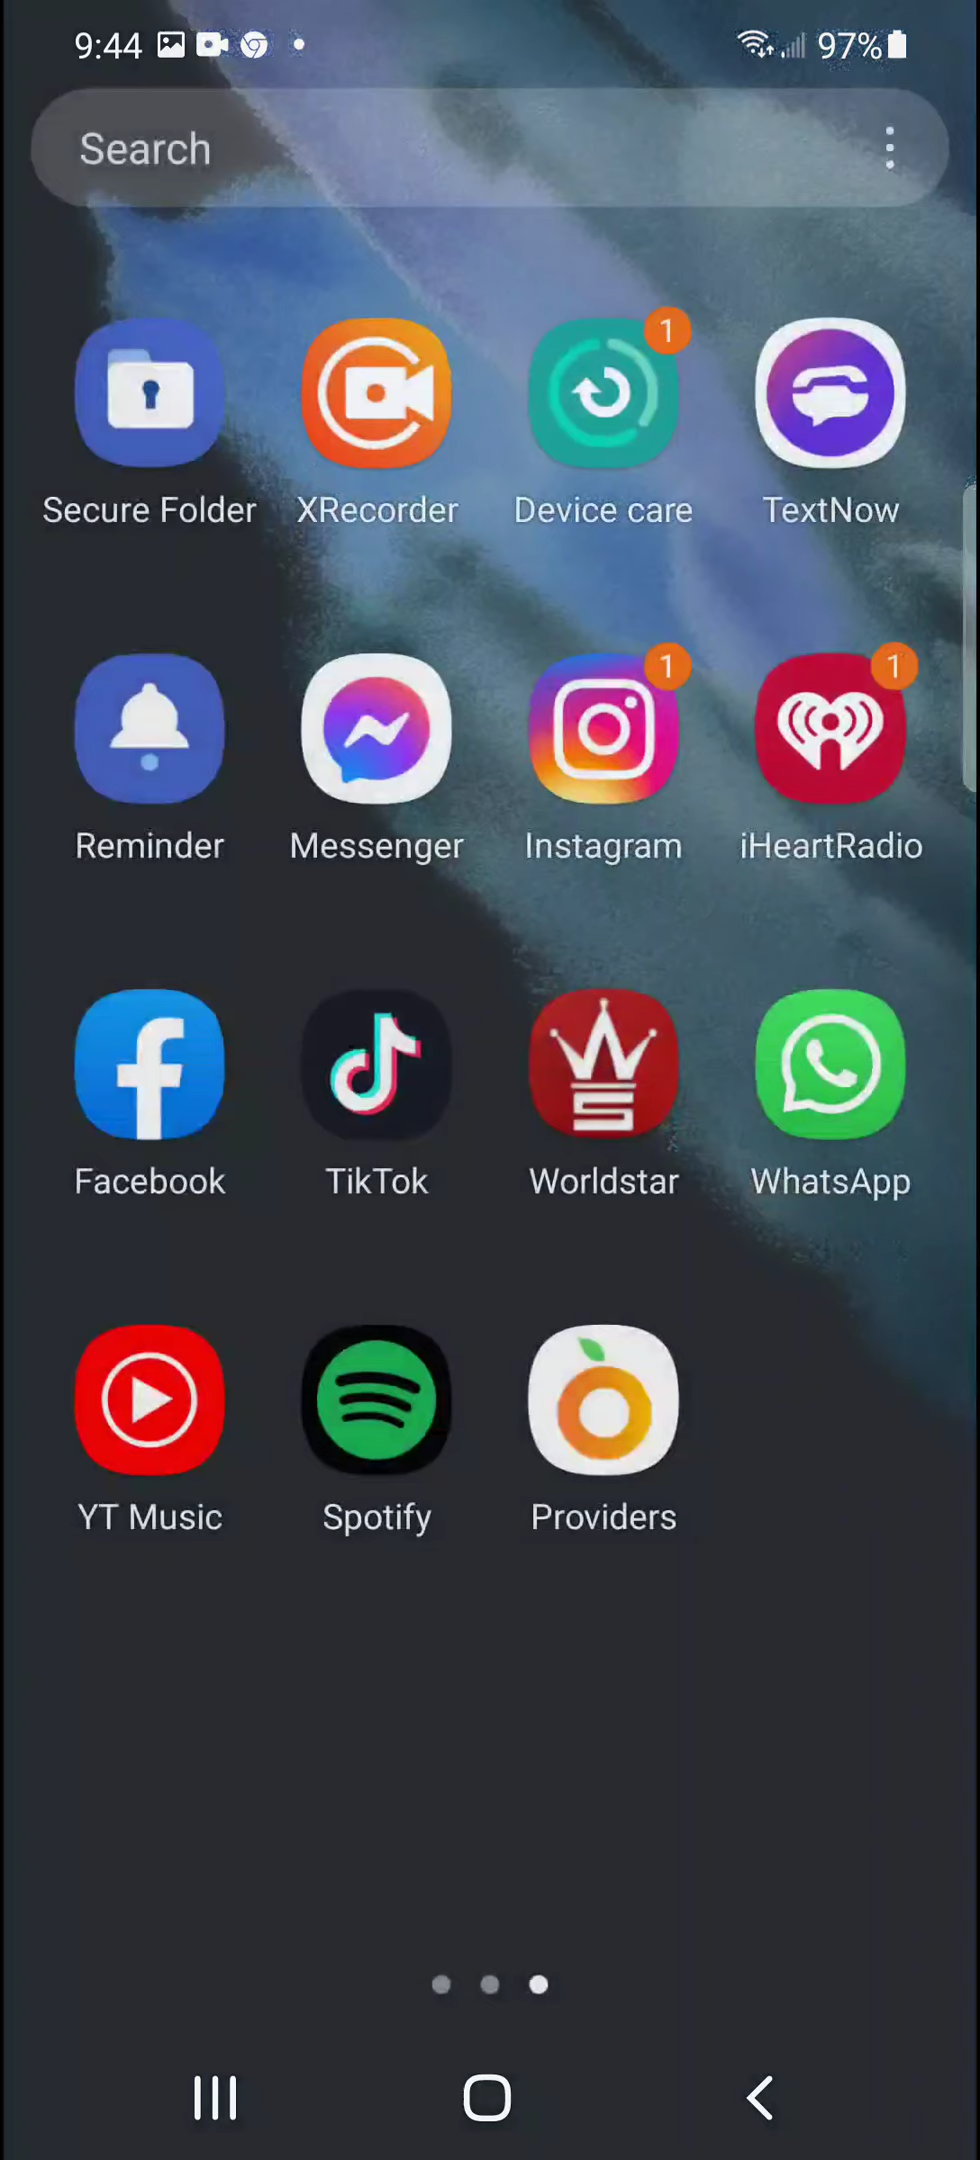 9:44 97%
Search
1
Secure Folder XRecorder Device care TextNow
1 1
Reminder Messenger Instagram iHeartRadio
Facebook TikTok Worldstar WhatsApp
YT Music Spotify Providers